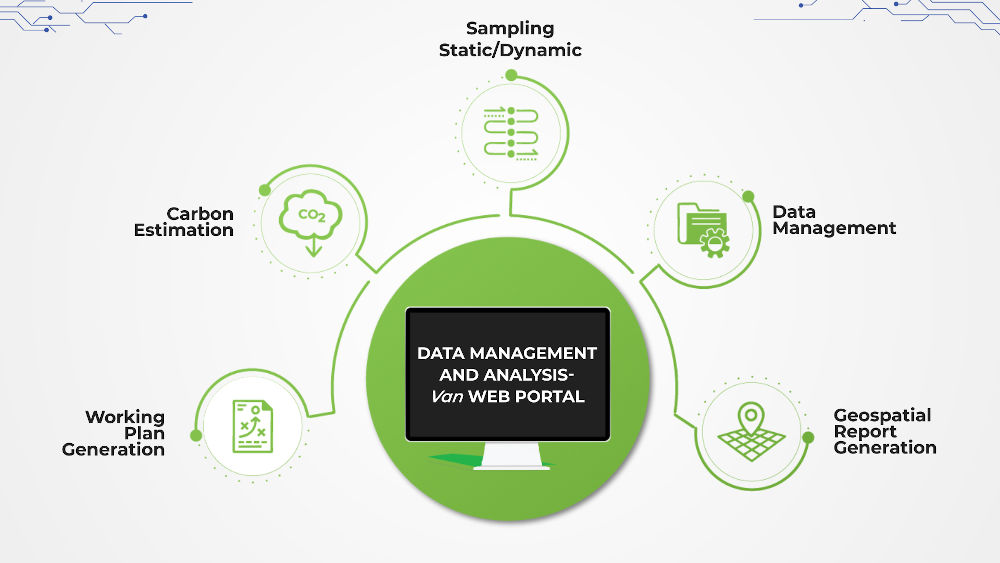 Sampling
Static/Dynamic
Carbon
Estimation
CO2
Data
Management
DATA MANAGEMENT
AND ANALYSIS-
Van WEB PORTAL
Working
Plan
Generation
Geospatial
Report
Generation